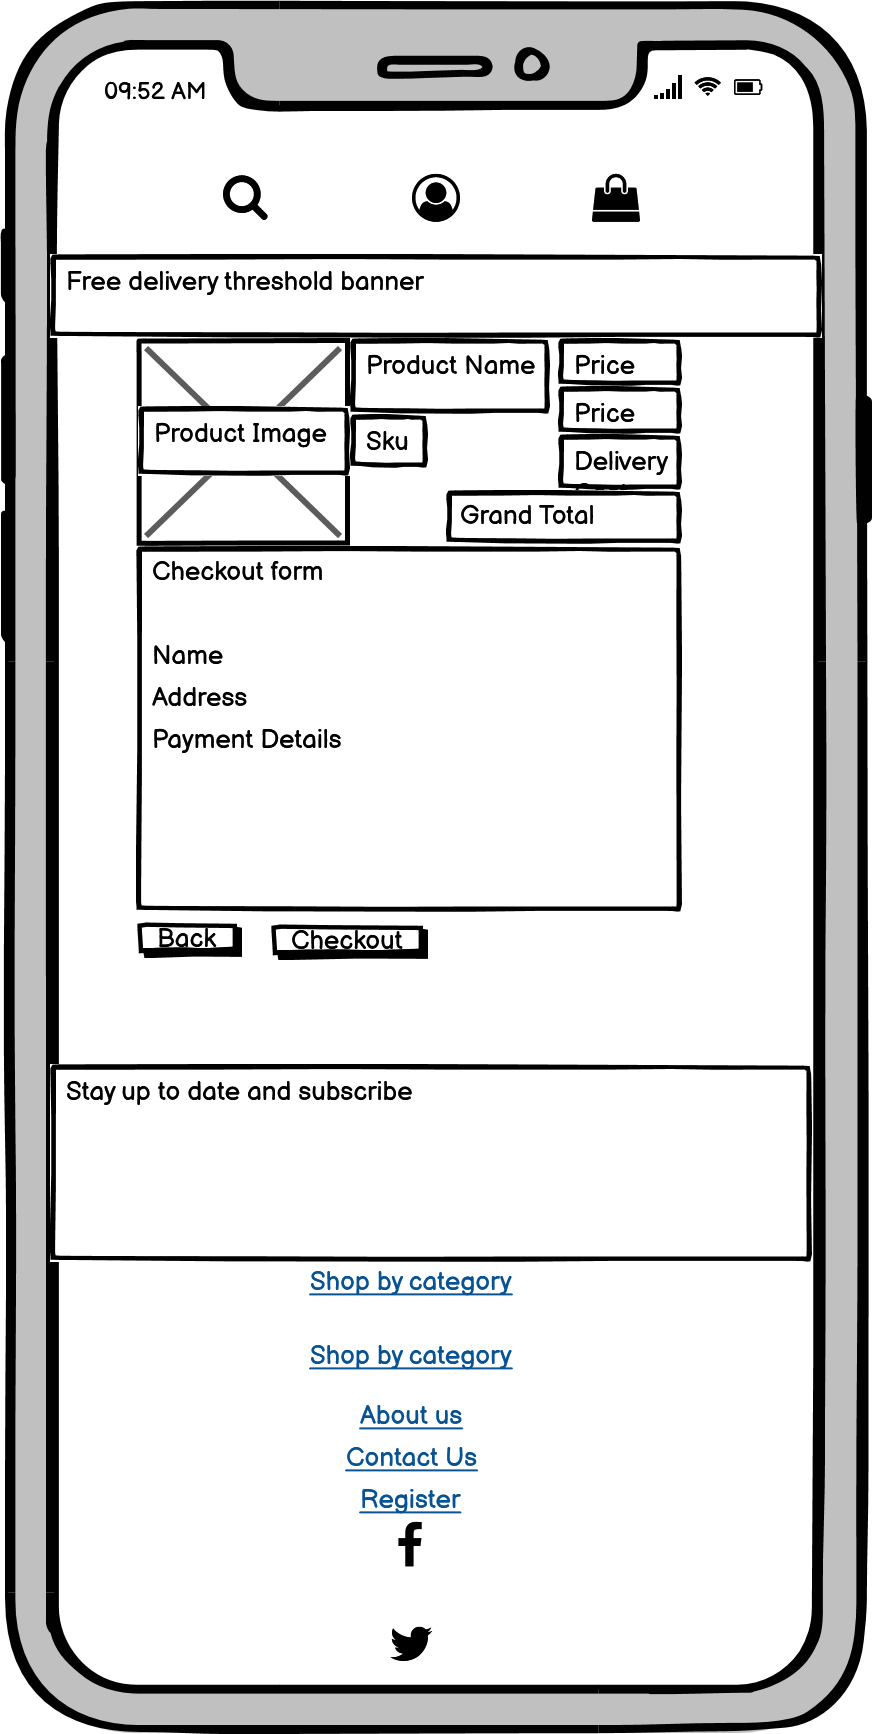 09:52 AM
Free delivery threshold banner
Product Name
Price
Price
Product Image
Sku
Delivery
Grand Total
Checkout form
Name
Address
Payment Details
Back
Checkout
Stay up to date and subscribe
Shop by category
Shop by category
About us
Contact Us
Register